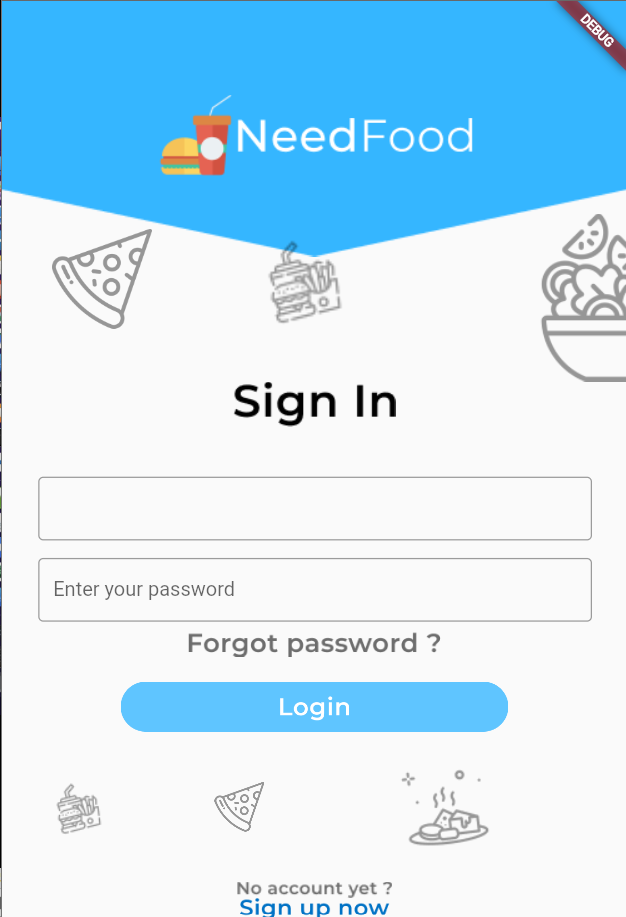 DEBUG
NeedFood
Sign In
Enter your password
Forgot password ?
Login
No account yet ?
Sign up now